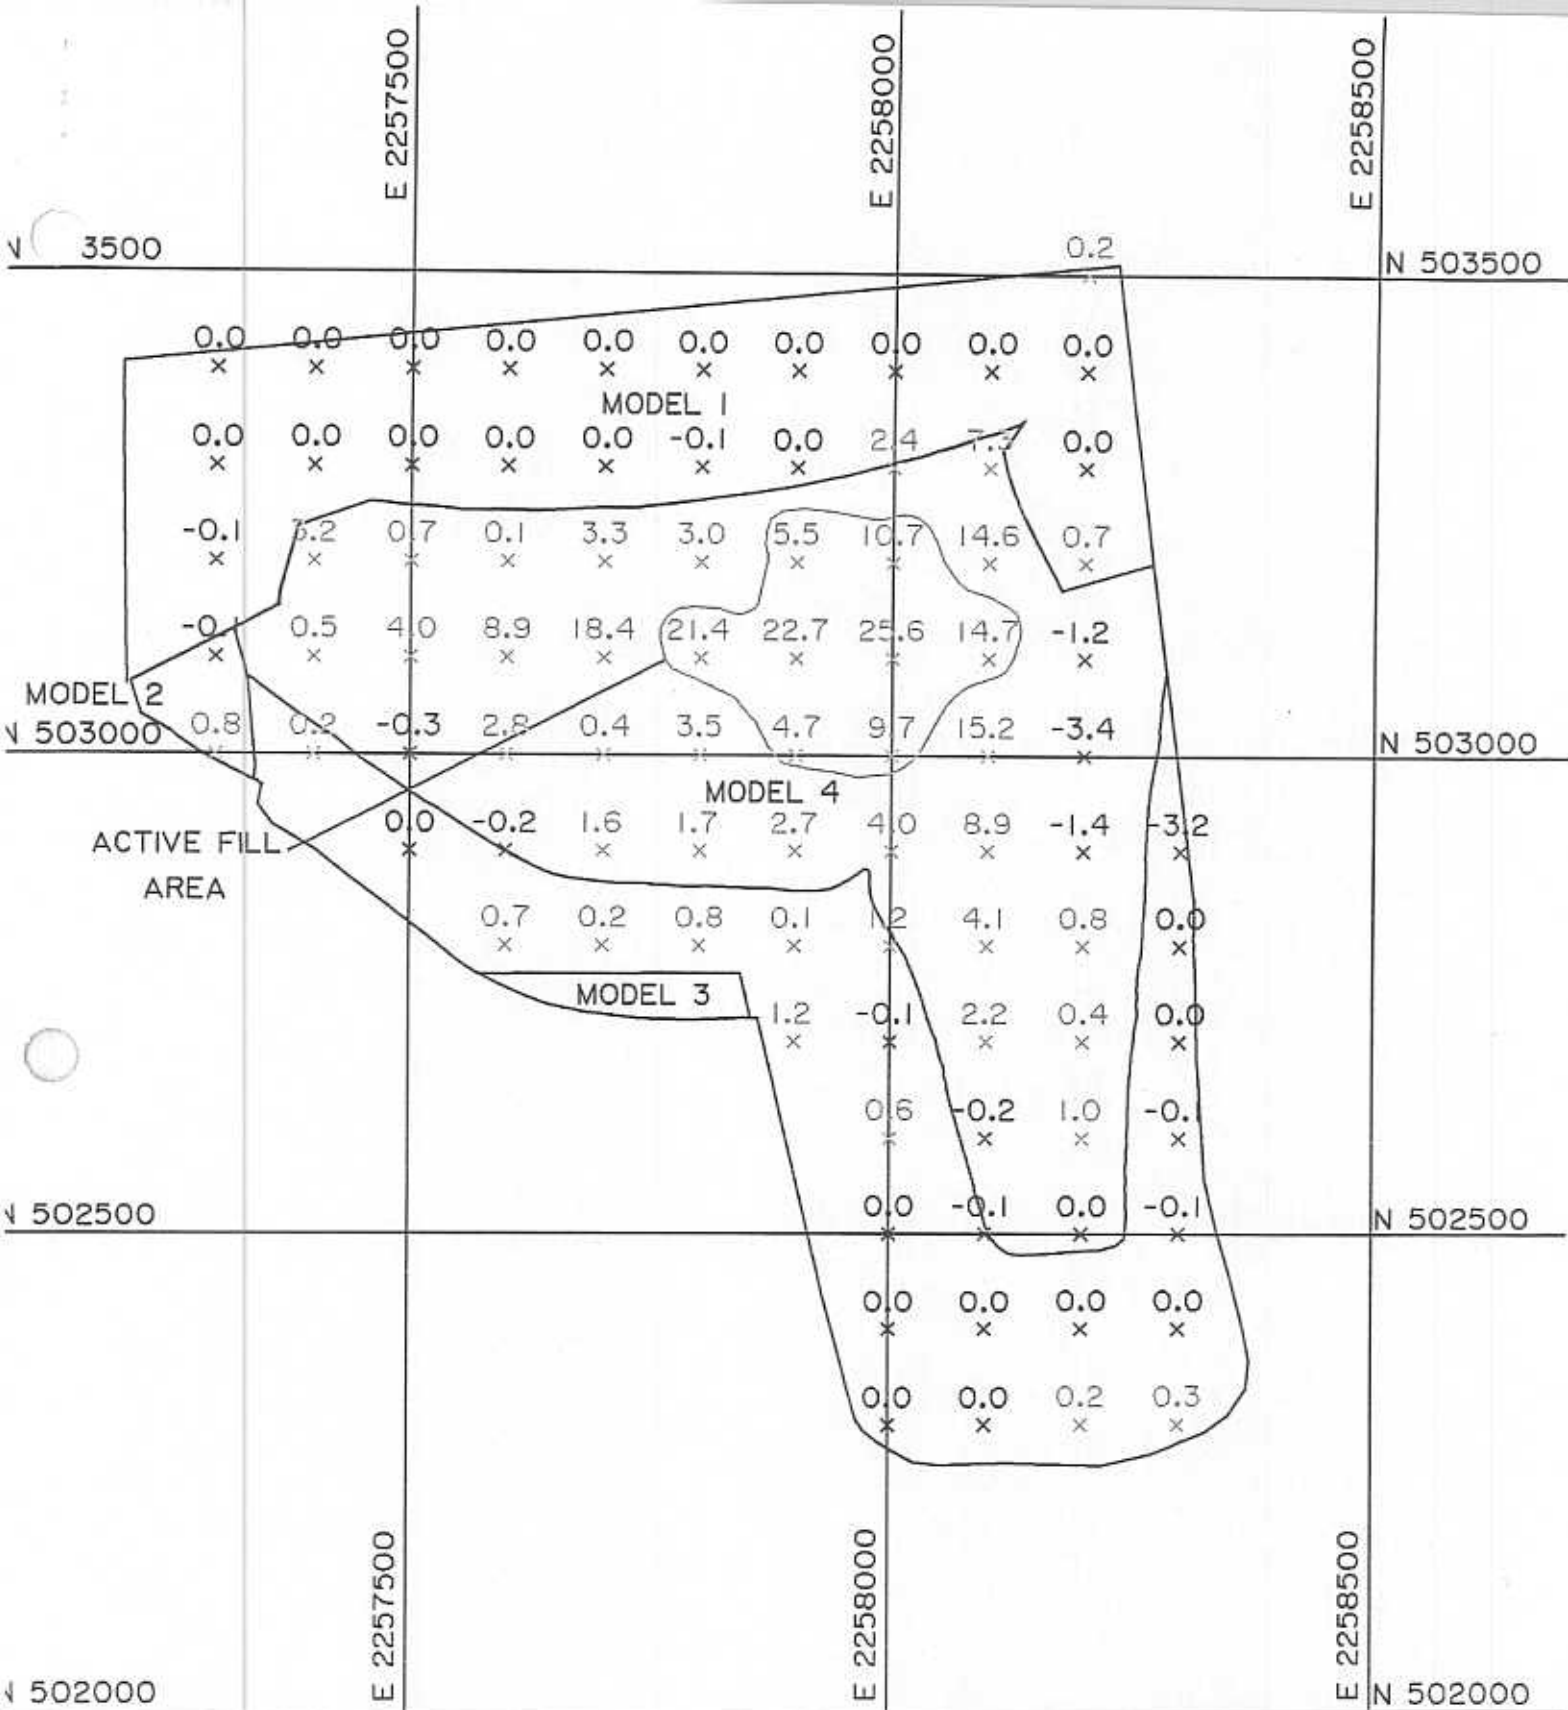 E 2257500
E 2258000
E 2258500
0.2
3500
N 503500
0.0 0.0 0.0 0.0 0.0 0.0 0.0 0.0 0.0 0.0
MODEL 1
0.0 0.0 0.0 0.0 0.0 -0.1 0.0 2.4 7.3 0.0
-0.1 3.2 0.7 0.1 3.3 3.0 5.5 10.7 14.6 0.7
-0.1 0.5 4.0 8.9 18.4 21.4 22.7 25.6 14.7 -1.2
MODEL 2
0.8 0.2 -0.3 2.8 0.4 3.5 4.7 9.7 15.2 -3.4
N 503000
N 503000
MODEL 4
0.0 -0.2 1.6 1.7 2.7 4.0 8.9 -1.4 -3.2
ACTIVE FILL
AREA
0.7 0.2 0.8 0.1 1.2 4.1 0.8 0.0
MODEL 3
1.2 -0.1 2.2 0.4 0.0
0.6 -0.2 1.0 -0.1
0.0 -0.1 0.0 -0.1
N 502500
N 502500
0.0 0.0 0.0 0.0
0.0 0.0 0.2 0.3
E 2257500
E 2258000
E 2258500
N 502000
N 502000